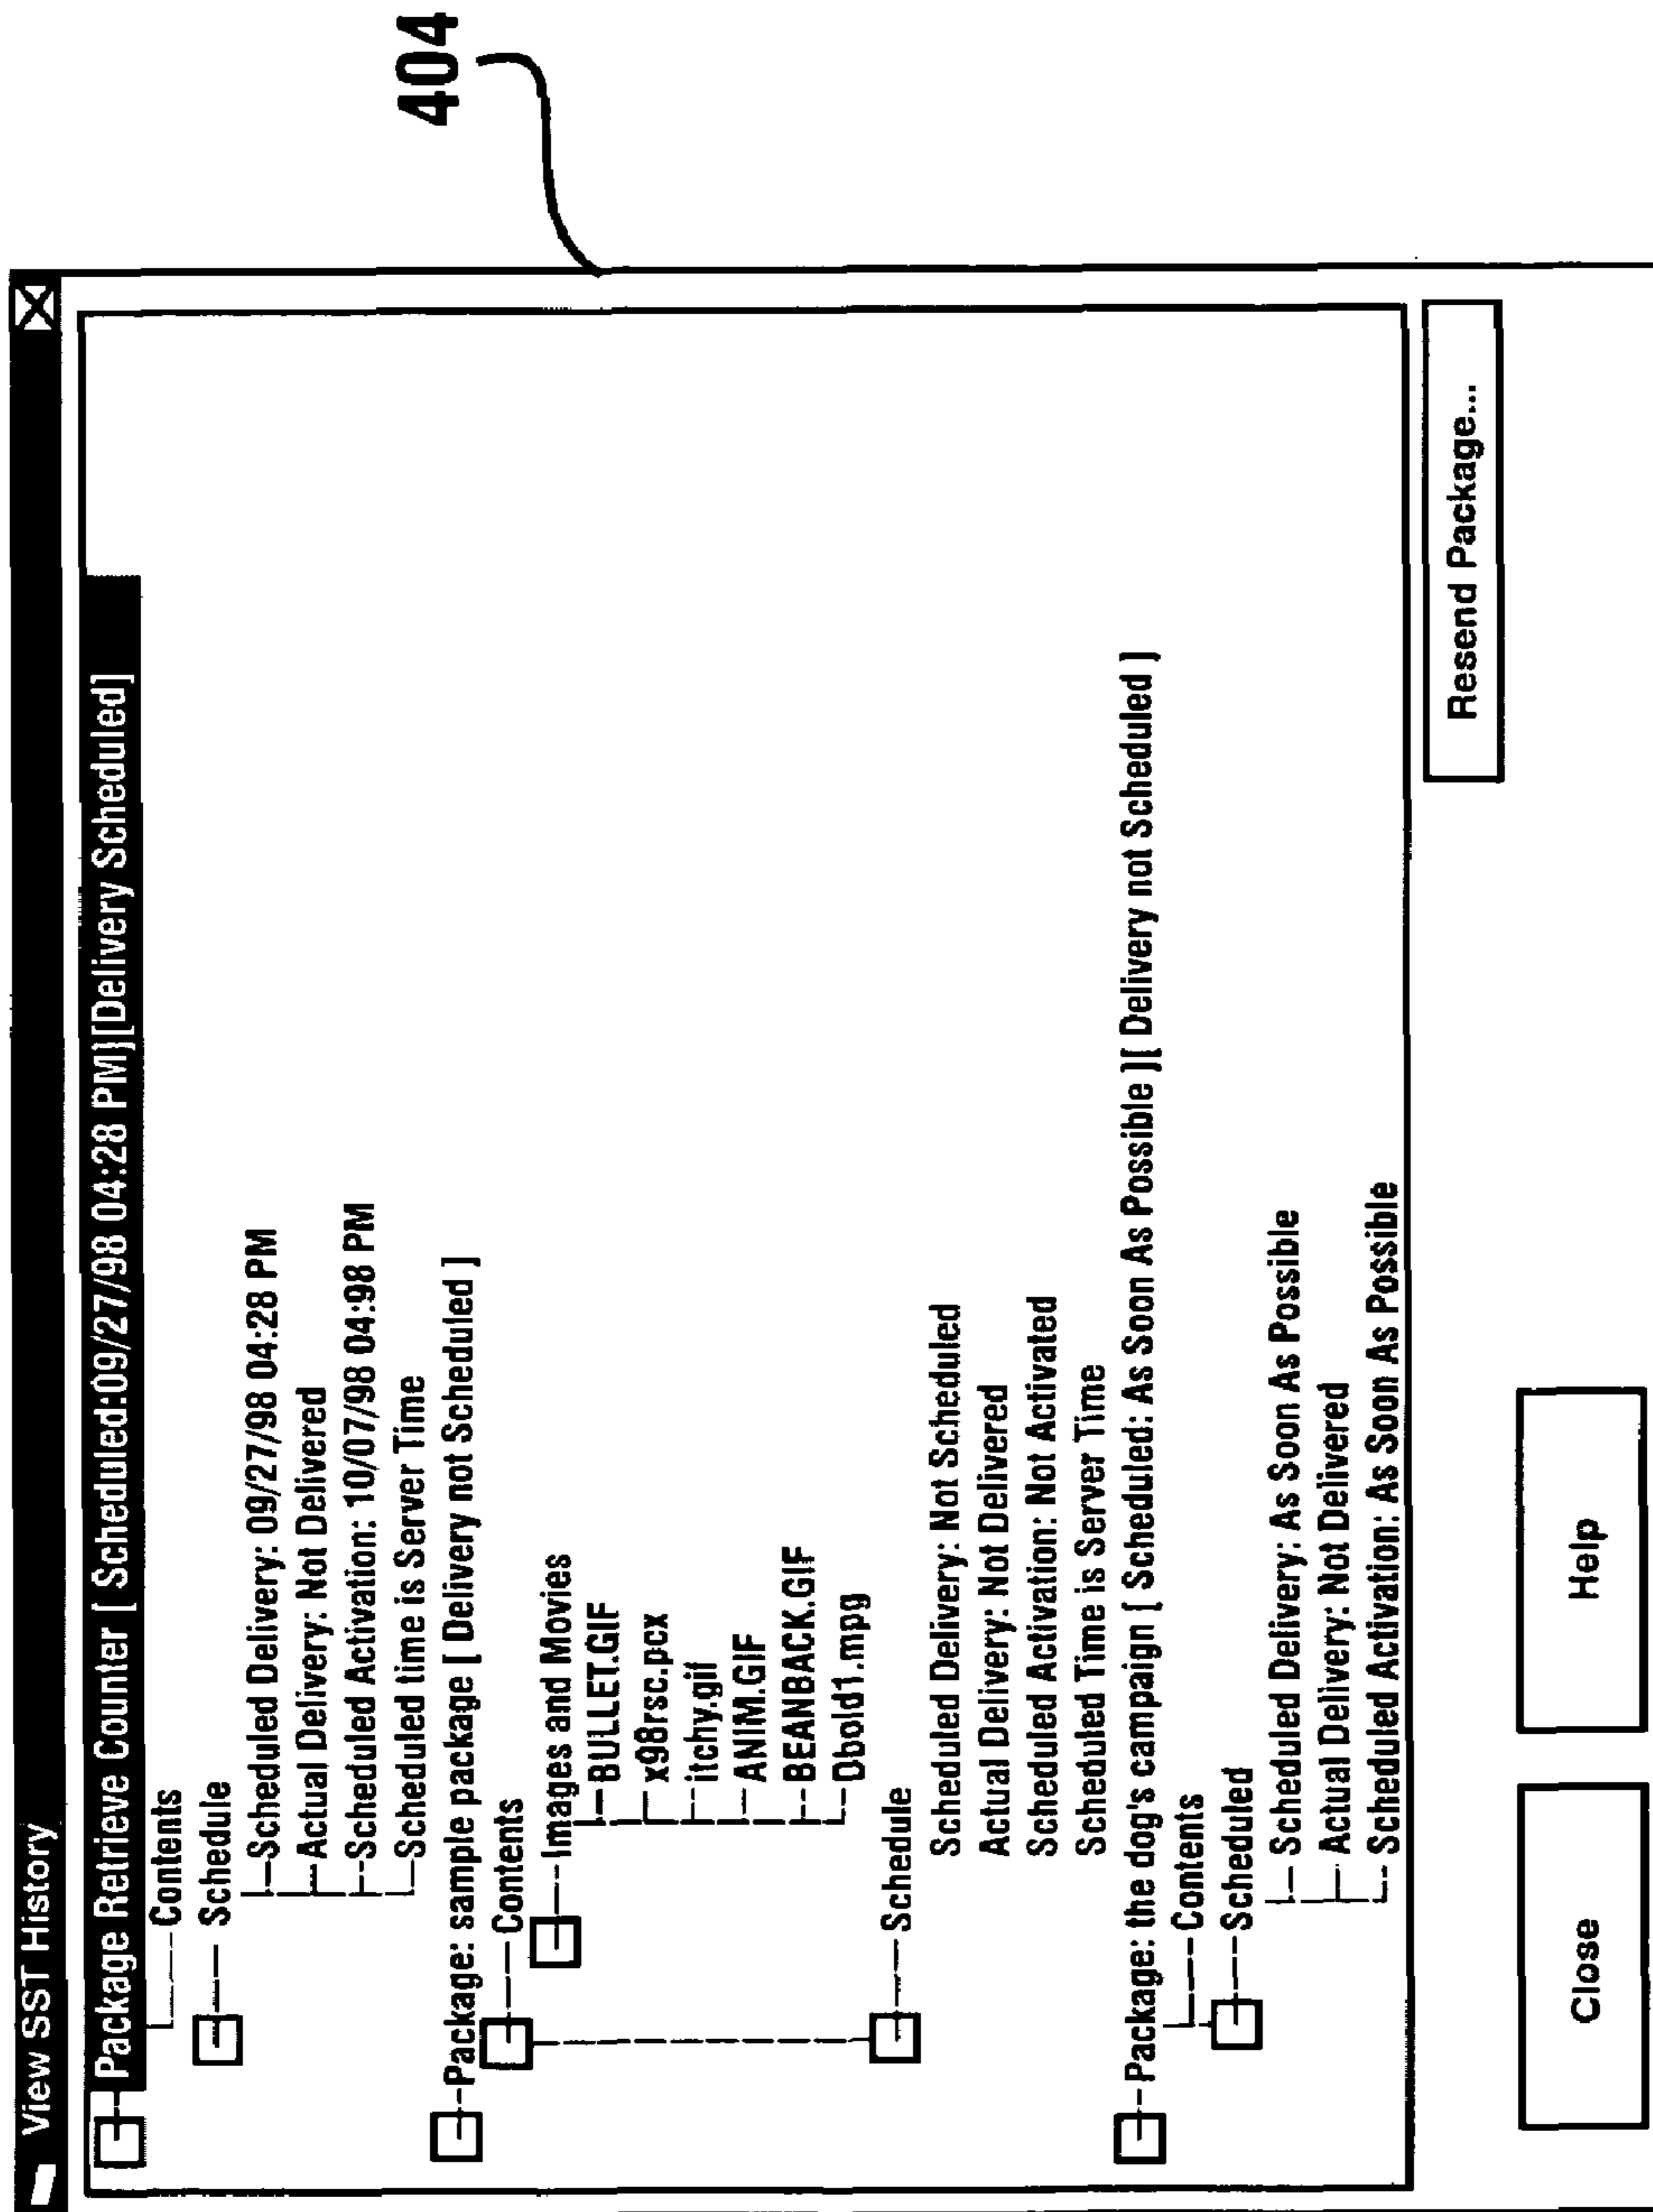 View SST History
Package Retrieve Counter [ Scheduled:09/27/98 04:28 PM}[Delivery Scheduled]
Contents
Schedule
Scheduled Delivery: 09/27/98 04:28 PM
Actual Delivery: Not Delivered
Scheduled Activation: 10/07/98 04:98 PM
Scheduled time is Server Time
Package: sample package [ Delivery not Scheduled ]
Contents
Images and Movies
BULLET.GIF
x98rsc.pcx
itchy.gif
ANIM.GIF
BEANBACK.GIF
Dbold1.mpg
Schedule
Scheduled Delivery: Not Scheduled
Actual Delivery: Not Delivered
Scheduled Activation: Not Activated
Scheduled Time is Server Time
Package: the dog's campaign [ Scheduled: As Soon As Possible ][ Delivery not Scheduled ]
Contents
Scheduled
Scheduled Delivery: As Soon As Possible
Actual Delivery: Not Delivered
Scheduled Activation: As Soon As Possible
Resend Package...
Close
Help
404